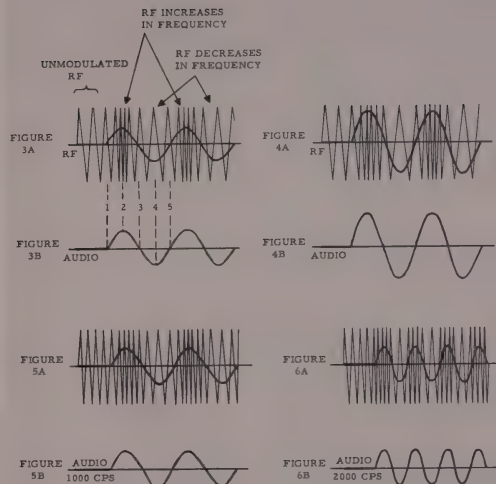 RF INCREASES
IN FREQUENCY
RF DECREASES
IN FREQUENCY
UNMODULATED
RF
FIGURE
3A
RF
FIGURE
4A
RF
1 2 3 4 5
FIGURE
3B
AUDIO
FIGURE
4B
AUDIO
FIGURE
5A
FIGURE
6A
FIGURE
5B
AUDIO
1000 CPS
FIGURE
6B
AUDIO
2000 CPS